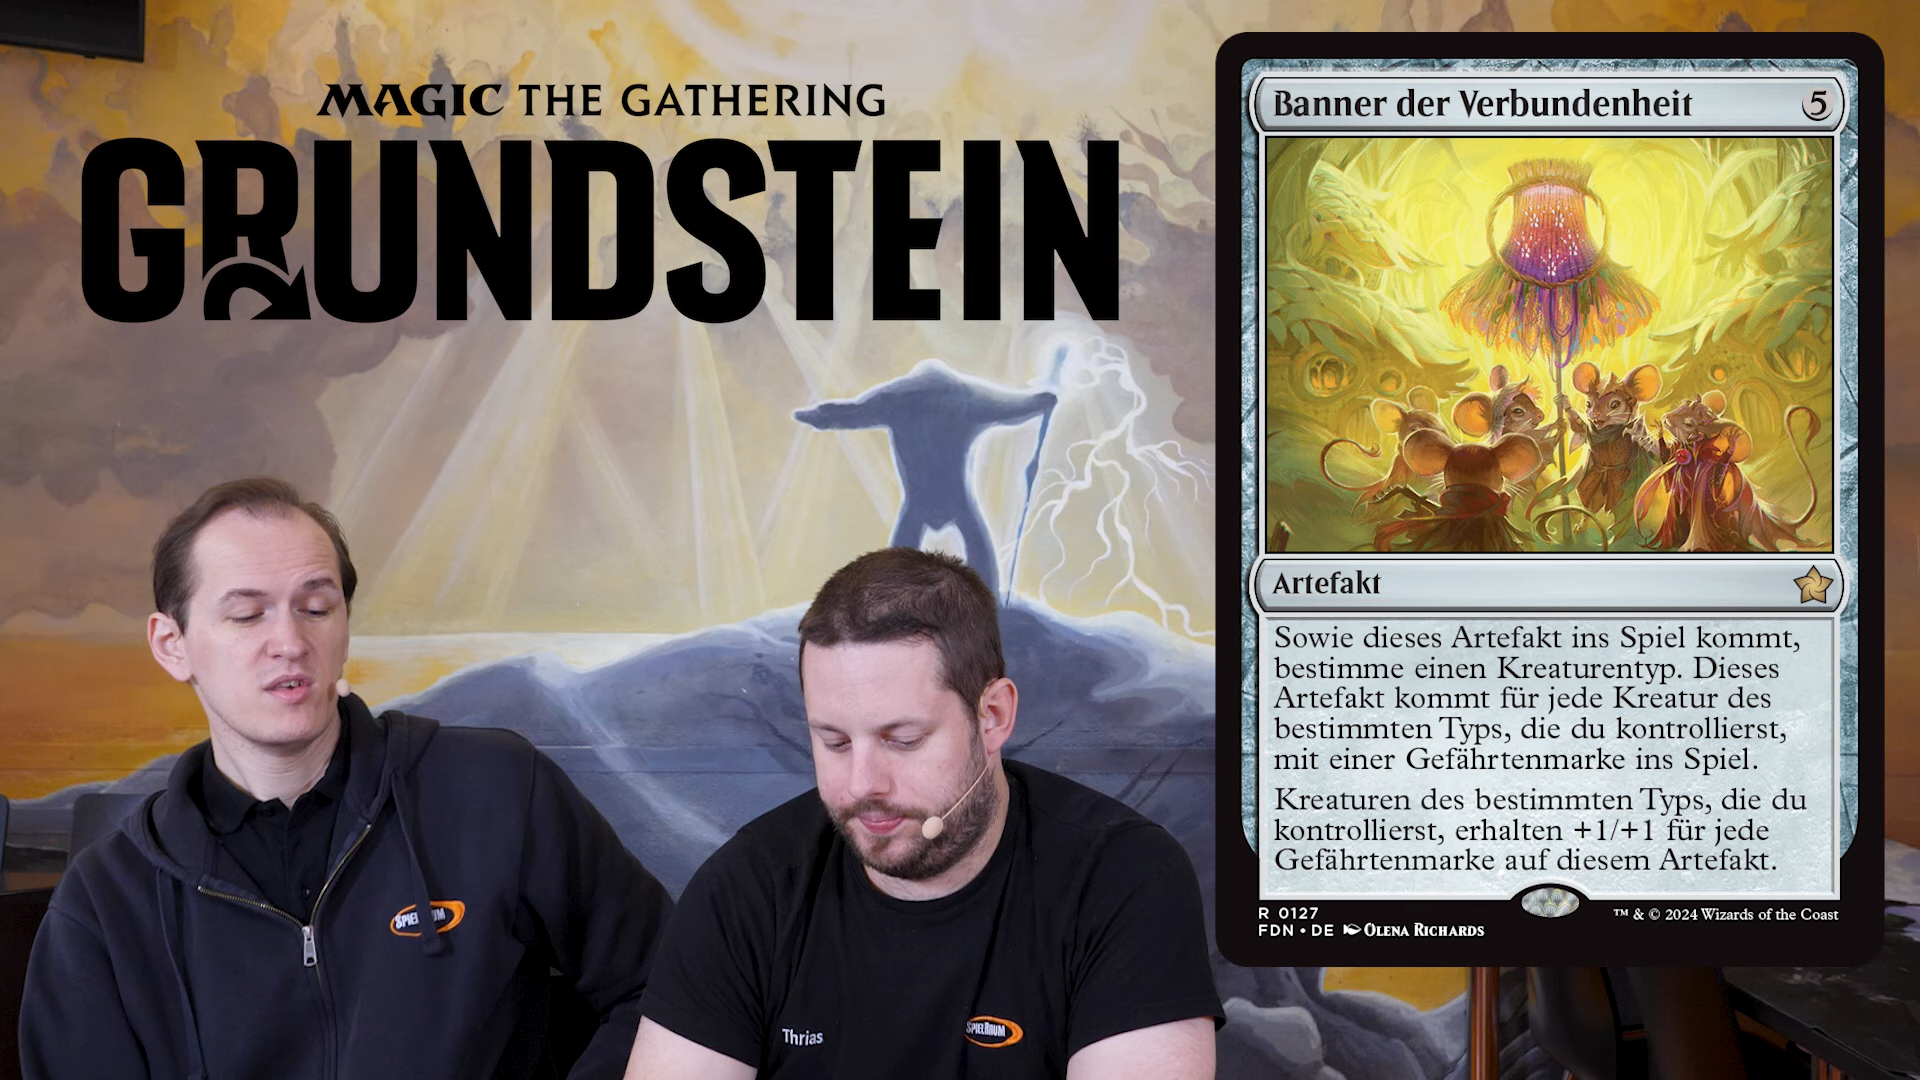 MAGIC THE GATHERING
GRUNDSTEIN
Banner der Verbundenheit 5
Artefakt
Sowie dieses Artefakt ins Spiel kommt,
bestimme einen Kreaturentyp. Dieses
Artefakt kommt für jede Kreatur des
bestimmten Typs, die du kontrollierst,
mit einer Gefährtenmarke ins Spiel.
Kreaturen des bestimmten Typs, die du
kontrollierst, erhalten +1/+1 für jede
Gefährtenmarke auf diesem Artefakt.
R 0127
FDN • DE OLENA RICHARDS
™ & © 2024 Wizards of the Coast
Thrias
SPIELRAUM